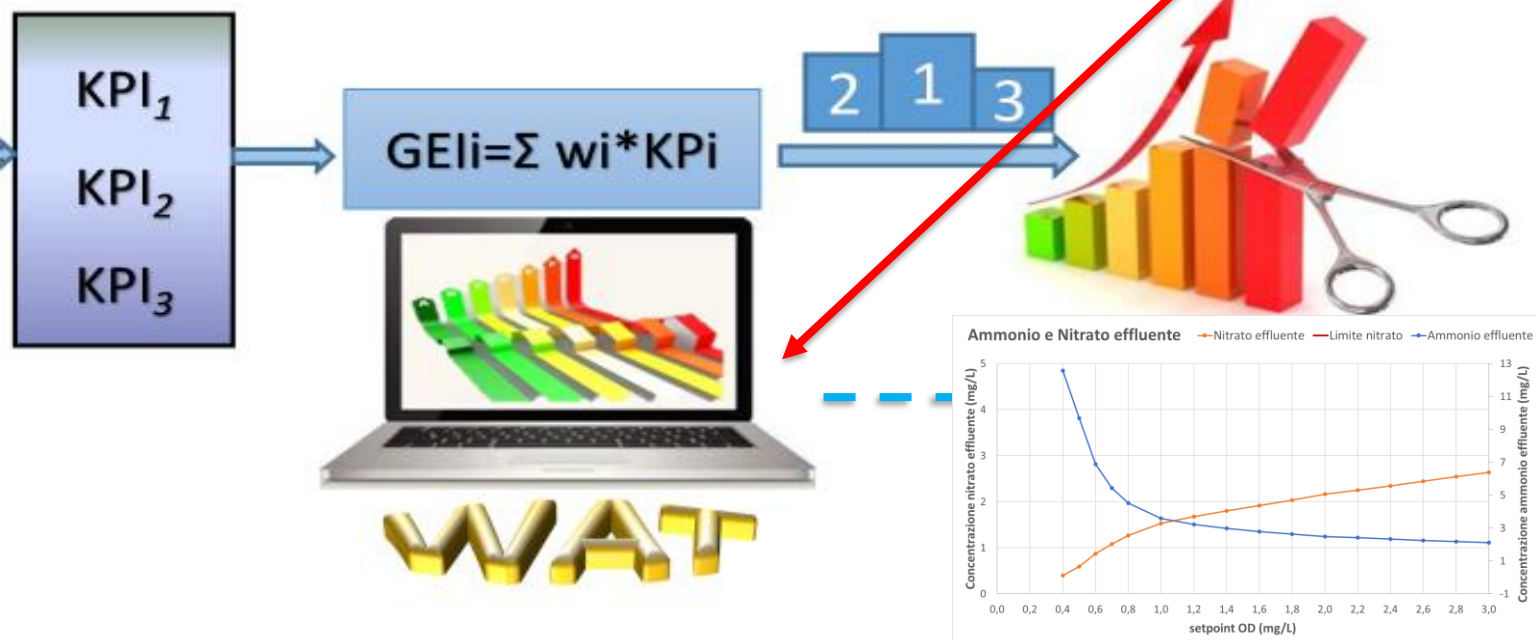 KPI1
KPI2
KPI3
GEIi=Σ wi*KPi
2 1 3
WAT
Ammonio e Nitrato effluente
Nitrato effluente Limite nitrato Ammonio effluente
Concentrazione nitrato effluente (mg/L)
5
4
3
2
1
0
13
11
9
7
5
3
1
-1
Concentrazione ammonio effluente (mg/L)
0,0 0,2 0,4 0,6 0,8 1,0 1,2 1,4 1,6 1,8 2,0 2,2 2,4 2,6 2,8 3,0
setpoint OD (mg/L)